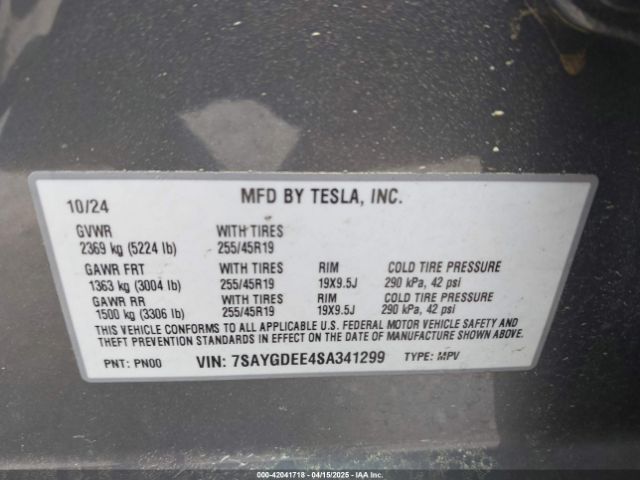 10/24 MFD BY TESLA, INC.
GVWR WITH TIRES
2369 kg (5224 lb) 255/45R19
GAWR FRT WITH TIRES RIM COLD TIRE PRESSURE
1363 kg (3004 lb) 255/45R19 19X9.5J 290 kPa, 42 psi
GAWR RR WITH TIRES RIM COLD TIRE PRESSURE
1500 kg (3306 lb) 255/45R19 19X9.5J 290 kPa, 42 psi
THIS VEHICLE CONFORMS TO ALL APPLICABLE U.S. FEDERAL MOTOR VEHICLE SAFETY AND
THEFT PREVENTION STANDARDS IN EFFECT ON THE DATE OF MANUFACTURE SHOWN ABOVE.
PNT: PN00 VIN: 7SAYGDEE4SA341299 TYPE: MPV
000-42041718 - 04/15/2025 - IAA Inc.